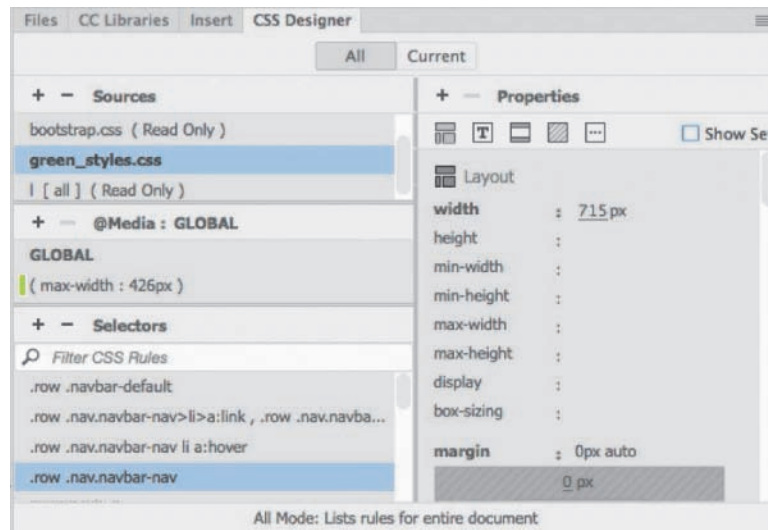 Files CC Libraries Insert CSS Designer
All Current
+ − Sources
bootstrap.css ( Read Only )
green_styles.css
l [ all ] ( Read Only )
+ − @Media : GLOBAL
GLOBAL
( max-width : 426px )
+ − Selectors
Filter CSS Rules
.row .navbar-default
.row .nav.navbar-nav>li>a:link , .row .nav.navba...
.row .nav.navbar-nav li a:hover
.row .nav.navbar-nav
+ − Properties
T Show Se
Layout
width : 715px
height :
min-width :
min-height :
max-width :
max-height :
display :
box-sizing :
margin : 0px auto
0 px
All Mode: Lists rules for entire document